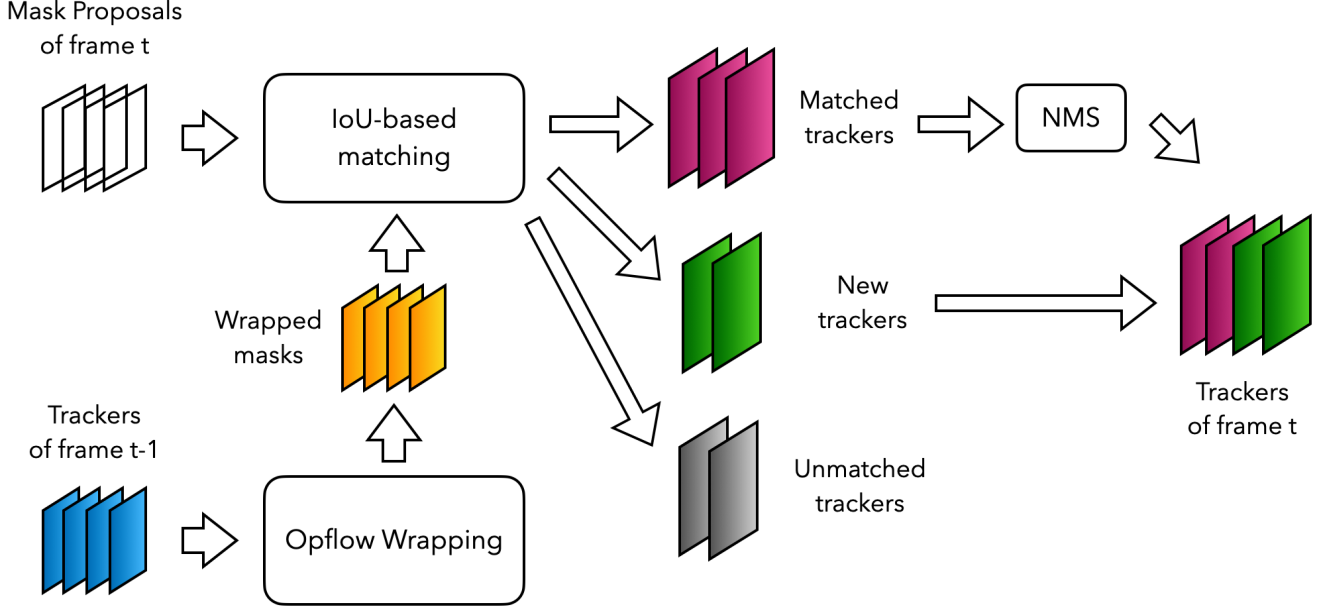 Mask Proposals
of frame t
IoU-based
matching
Matched
trackers
NMS
New
trackers
Wrapped
masks
Trackers
of frame t
Trackers
of frame t-1
Unmatched
trackers
Opflow Wrapping